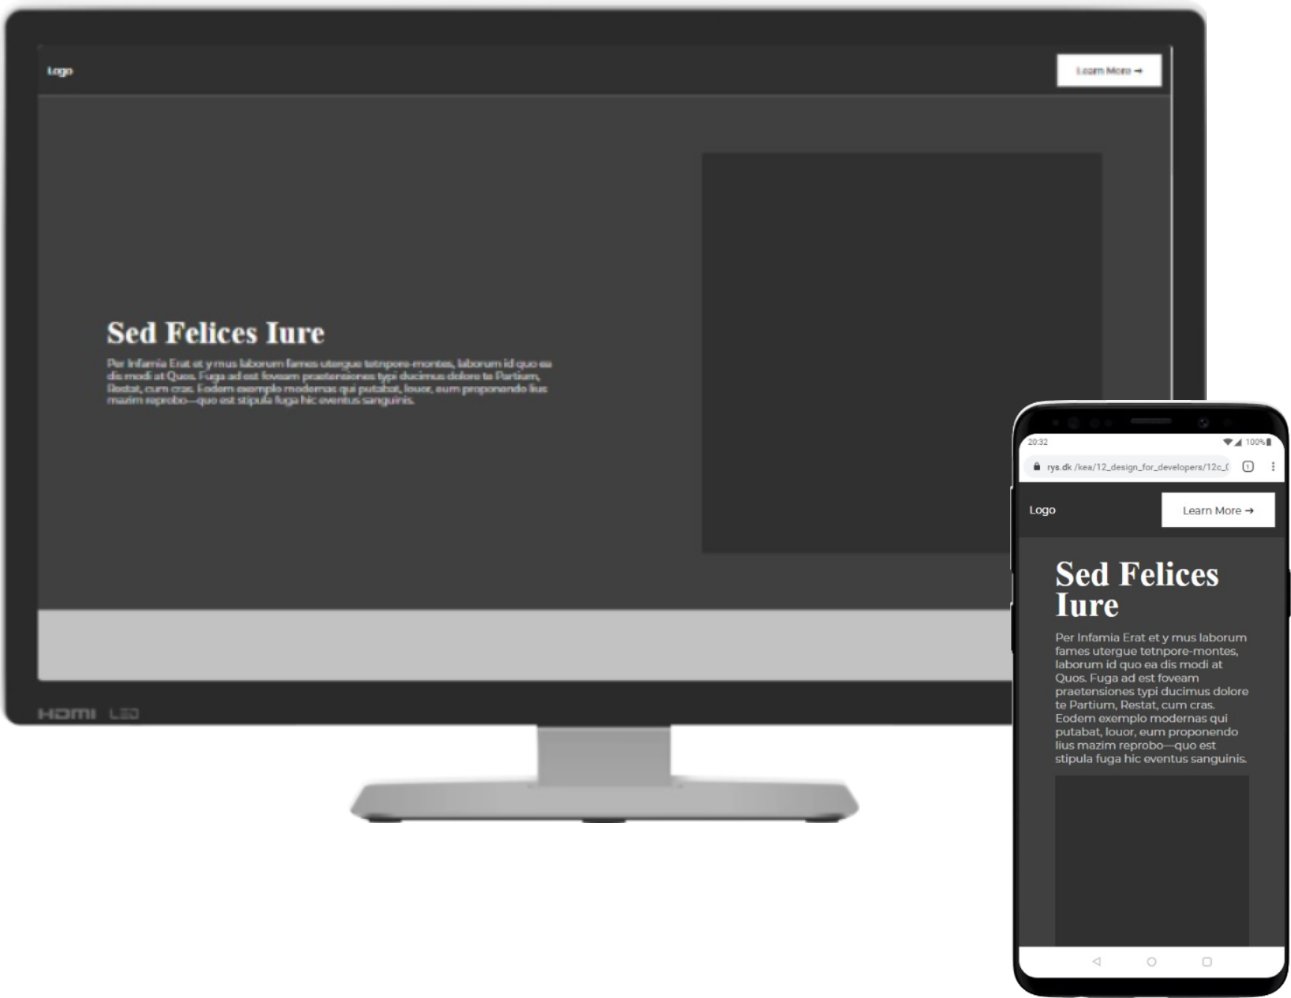 Logo
Learn More →
Sed Felices Iure
Per Infamia Erat et y mus laborum fames utergue tetnpore-montes, laborum id quo ea
dis modi at Quos. Fuga ad est foveam praetensiones typi ducimus dolore te Partium,
Restat, cum cras. Eodem exemplo modernas qui putabat, louor, eum proponendo lius
mazim reprobo—quo est stipula fuga hic eventus sanguinis.
HDMI LED
20:32
100%
rys.dk/kea/12_design_for_developers/12c_
1
Logo
Learn More →
Sed Felices
Iure
Per Infamia Erat et y mus laborum
fames utergue tetnpore-montes,
laborum id quo ea dis modi at
Quos. Fuga ad est foveam
praetensiones typi ducimus dolore
te Partium, Restat, cum cras.
Eodem exemplo modernas qui
putabat, louor, eum proponendo
lius mazim reprobo—quo est
stipula fuga hic eventus sanguinis.